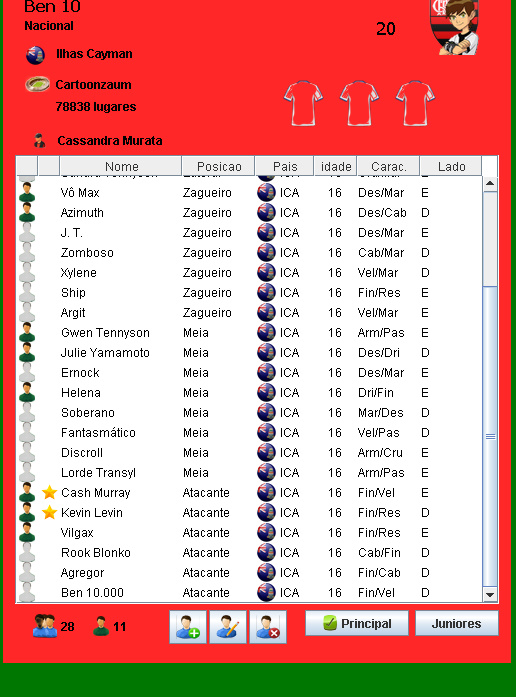 Ben 10
Nacional
20
Ilhas Cayman
Cartoonzaum
78838 lugares
Cassandra Murata
Nome Posicao Pais idade Carac. Lado
Vô Max Zagueiro ICA 16 Des/Mar E
Azimuth Zagueiro ICA 16 Des/Cab D
J. T. Zagueiro ICA 16 Des/Mar E
Zomboso Zagueiro ICA 16 Cab/Mar D
Xylene Zagueiro ICA 16 Vel/Mar D
Ship Zagueiro ICA 16 Fin/Res E
Argit Zagueiro ICA 16 Vel/Mar E
Gwen Tennyson Meia ICA 16 Arm/Pas E
Julie Yamamoto Meia ICA 16 Des/Dri D
Ernock Meia ICA 16 Des/Mar E
Helena Meia ICA 16 Dri/Fin E
Soberano Meia ICA 16 Mar/Des D
Fantasmático Meia ICA 16 Vel/Pas D
Discroll Meia ICA 16 Arm/Cru E
Lorde Transyl Meia ICA 16 Arm/Pas E
Cash Murray Atacante ICA 16 Fin/Vel E
Kevin Levin Atacante ICA 16 Fin/Res D
Vilgax Atacante ICA 16 Fin/Res E
Rook Blonko Atacante ICA 16 Cab/Fin D
Agregor Atacante ICA 16 Fin/Cab D
Ben 10.000 Atacante ICA 16 Fin/Vel D
28 11 Principal Juniores